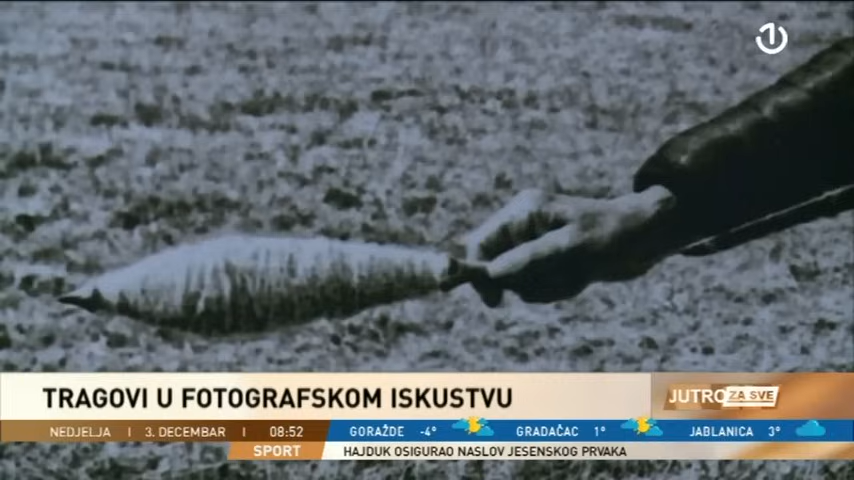 1
TRAGOVI U FOTOGRAFSKOM ISKUSTVU
JUTRO ZA SVE
NEDJELJA | 3. DECEMBAR | 08:52 GORAŽDE -4° GRADAČAC 1° JABLANICA 3°
SPORT HAJDUK OSIGURAO NASLOV JESENSKOG PRVAKA